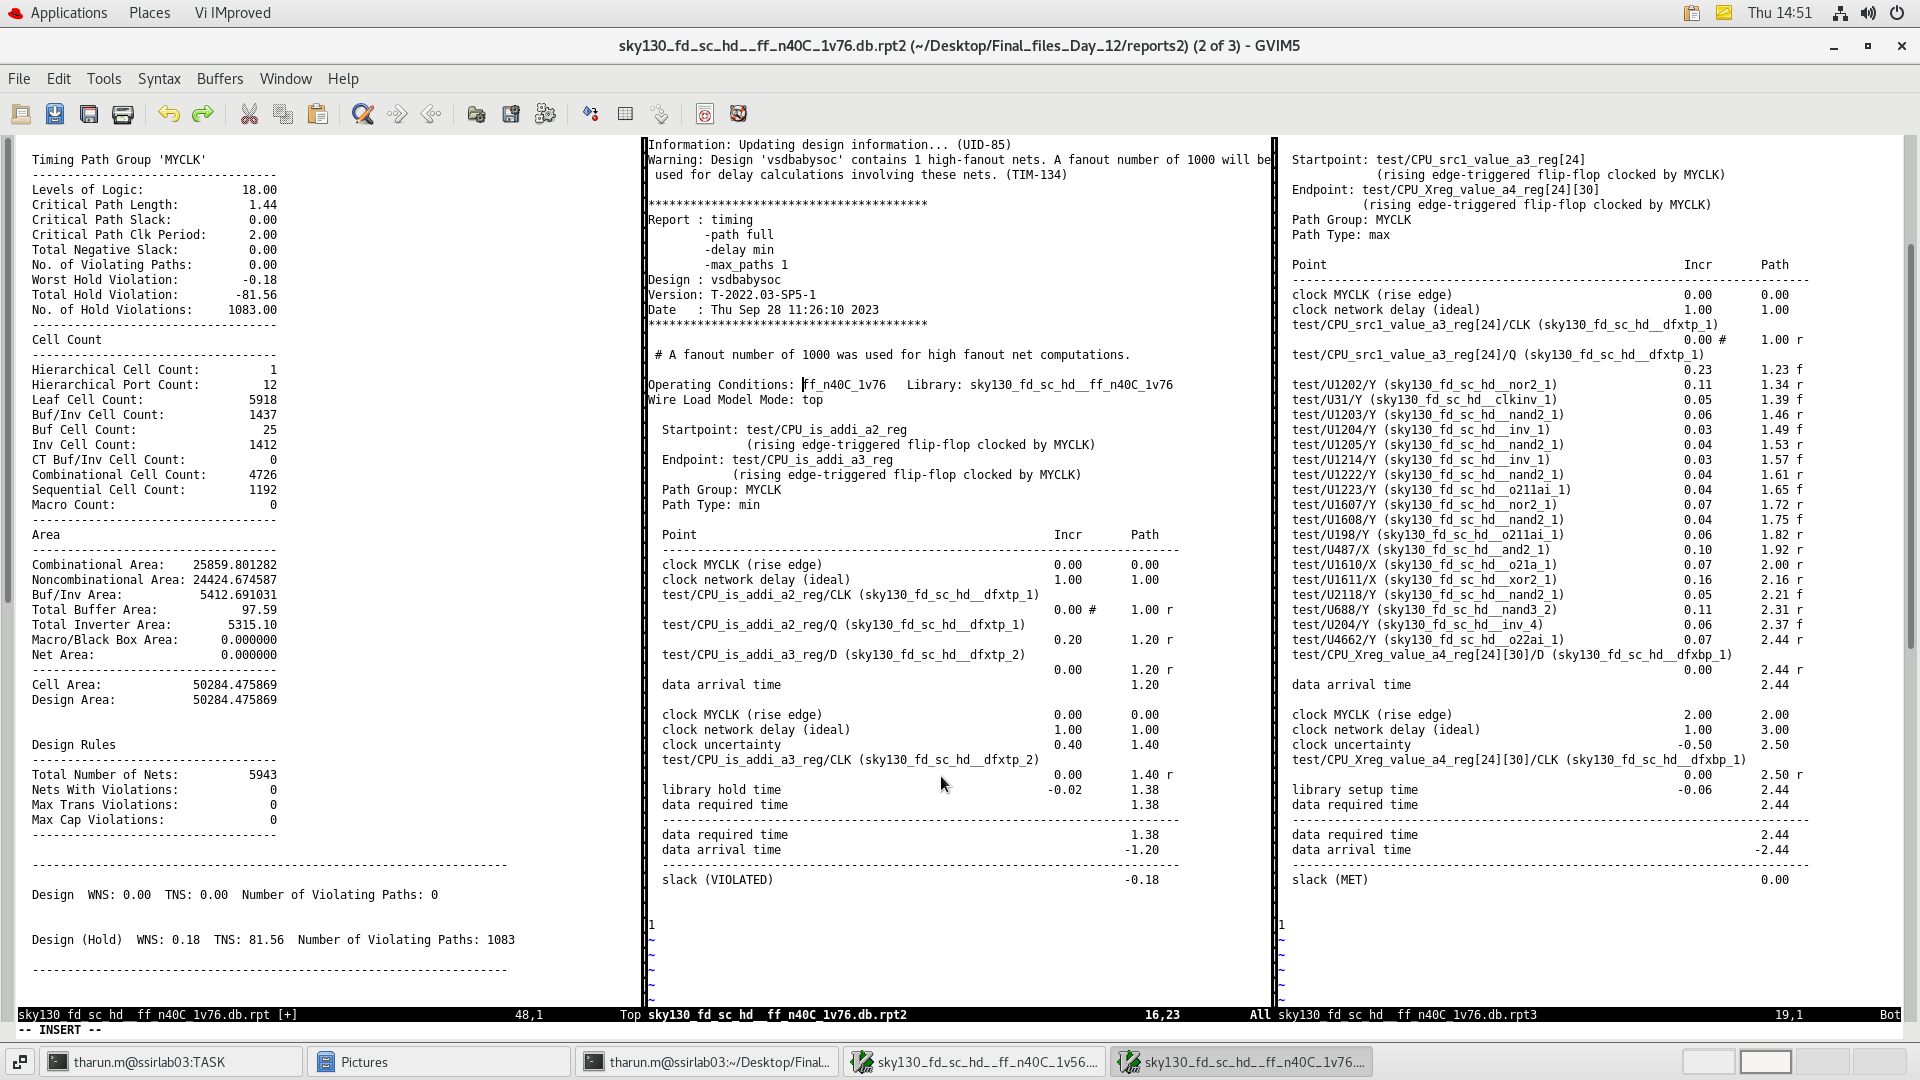 Applications Places Vi IMproved Thu 14:51
sky130_fd_sc_hd__ff_n40C_1v76.db.rpt2 (~/Desktop/Final_files_Day_12/reports2) (2 of 3) - GVIM5
File Edit Tools Syntax Buffers Window Help
Timing Path Group 'MYCLK'
-----------------------------------
Levels of Logic: 18.00
Critical Path Length: 1.44
Critical Path Slack: 0.00
Critical Path Clk Period: 2.00
Total Negative Slack: 0.00
No. of Violating Paths: 0.00
Worst Hold Violation: -0.18
Total Hold Violation: -81.56
No. of Hold Violations: 1083.00
-----------------------------------
Cell Count
-----------------------------------
Hierarchical Cell Count: 1
Hierarchical Port Count: 12
Leaf Cell Count: 5918
Buf/Inv Cell Count: 1437
Buf Cell Count: 25
Inv Cell Count: 1412
CT Buf/Inv Cell Count: 0
Combinational Cell Count: 4726
Sequential Cell Count: 1192
Macro Count: 0
-----------------------------------
Area
-----------------------------------
Combinational Area: 25859.801282
Noncombinational Area: 24424.674587
Buf/Inv Area: 5412.691031
Total Buffer Area: 97.59
Total Inverter Area: 5315.10
Macro/Black Box Area: 0.000000
Net Area: 0.000000
-----------------------------------
Cell Area: 50284.475869
Design Area: 50284.475869
Design Rules
-----------------------------------
Total Number of Nets: 5943
Nets With Violations: 0
Max Trans Violations: 0
Max Cap Violations: 0
-----------------------------------
--------------------------------------------------------------------
Design WNS: 0.00 TNS: 0.00 Number of Violating Paths: 0
Design (Hold) WNS: 0.18 TNS: 81.56 Number of Violating Paths: 1083
--------------------------------------------------------------------
sky130_fd_sc_hd__ff_n40C_1v76.db.rpt [+] 48,1 Top
-- INSERT --
Information: Updating design information... (UID-85)
Warning: Design 'vsdbabysoc' contains 1 high-fanout nets. A fanout number of 1000 will be
used for delay calculations involving these nets. (TIM-134)
****************************************
Report : timing
-path full
-delay min
-max_paths 1
Design : vsdbabysoc
Version: T-2022.03-SP5-1
Date : Thu Sep 28 11:26:10 2023
****************************************
# A fanout number of 1000 was used for high fanout net computations.
Operating Conditions: ff_n40C_1v76 Library: sky130_fd_sc_hd__ff_n40C_1v76
Wire Load Model Mode: top
Startpoint: test/CPU_is_addi_a2_reg
(rising edge-triggered flip-flop clocked by MYCLK)
Endpoint: test/CPU_is_addi_a3_reg
(rising edge-triggered flip-flop clocked by MYCLK)
Path Group: MYCLK
Path Type: min
Point Incr Path
--------------------------------------------------------------------------
clock MYCLK (rise edge) 0.00 0.00
clock network delay (ideal) 1.00 1.00
test/CPU_is_addi_a2_reg/CLK (sky130_fd_sc_hd__dfxtp_1)
0.00 # 1.00 r
test/CPU_is_addi_a2_reg/Q (sky130_fd_sc_hd__dfxtp_1)
0.20 1.20 r
test/CPU_is_addi_a3_reg/D (sky130_fd_sc_hd__dfxtp_2)
0.00 1.20 r
data arrival time 1.20
clock MYCLK (rise edge) 0.00 0.00
clock network delay (ideal) 1.00 1.00
clock uncertainty 0.40 1.40
test/CPU_is_addi_a3_reg/CLK (sky130_fd_sc_hd__dfxtp_2)
0.00 1.40 r
library hold time -0.02 1.38
data required time 1.38
--------------------------------------------------------------------------
data required time 1.38
data arrival time -1.20
--------------------------------------------------------------------------
slack (VIOLATED) -0.18
1
~
~
~
~
~
sky130_fd_sc_hd__ff_n40C_1v76.db.rpt2 16,23 All
Startpoint: test/CPU_src1_value_a3_reg[24]
(rising edge-triggered flip-flop clocked by MYCLK)
Endpoint: test/CPU_Xreg_value_a4_reg[24][30]
(rising edge-triggered flip-flop clocked by MYCLK)
Path Group: MYCLK
Path Type: max
Point Incr Path
--------------------------------------------------------------------------
clock MYCLK (rise edge) 0.00 0.00
clock network delay (ideal) 1.00 1.00
test/CPU_src1_value_a3_reg[24]/CLK (sky130_fd_sc_hd__dfxtp_1)
0.00 # 1.00 r
test/CPU_src1_value_a3_reg[24]/Q (sky130_fd_sc_hd__dfxtp_1)
0.23 1.23 f
test/U1202/Y (sky130_fd_sc_hd__nor2_1) 0.11 1.34 r
test/U31/Y (sky130_fd_sc_hd__clkinv_1) 0.05 1.39 f
test/U1203/Y (sky130_fd_sc_hd__nand2_1) 0.06 1.46 r
test/U1204/Y (sky130_fd_sc_hd__inv_1) 0.03 1.49 f
test/U1205/Y (sky130_fd_sc_hd__nand2_1) 0.04 1.53 r
test/U1214/Y (sky130_fd_sc_hd__inv_1) 0.03 1.57 f
test/U1222/Y (sky130_fd_sc_hd__nand2_1) 0.04 1.61 r
test/U1223/Y (sky130_fd_sc_hd__o211ai_1) 0.04 1.65 f
test/U1607/Y (sky130_fd_sc_hd__nor2_1) 0.07 1.72 r
test/U1608/Y (sky130_fd_sc_hd__nand2_1) 0.04 1.75 f
test/U198/Y (sky130_fd_sc_hd__o211ai_1) 0.06 1.82 r
test/U487/X (sky130_fd_sc_hd__and2_1) 0.10 1.92 r
test/U1610/X (sky130_fd_sc_hd__o21a_1) 0.07 2.00 r
test/U1611/X (sky130_fd_sc_hd__xor2_1) 0.16 2.16 r
test/U2118/Y (sky130_fd_sc_hd__nand2_1) 0.05 2.21 f
test/U688/Y (sky130_fd_sc_hd__nand3_2) 0.11 2.31 r
test/U204/Y (sky130_fd_sc_hd__inv_4) 0.06 2.37 f
test/U4662/Y (sky130_fd_sc_hd__o22ai_1) 0.07 2.44 r
test/CPU_Xreg_value_a4_reg[24][30]/D (sky130_fd_sc_hd__dfxbp_1)
0.00 2.44 r
data arrival time 2.44
clock MYCLK (rise edge) 2.00 2.00
clock network delay (ideal) 1.00 3.00
clock uncertainty -0.50 2.50
test/CPU_Xreg_value_a4_reg[24][30]/CLK (sky130_fd_sc_hd__dfxbp_1)
0.00 2.50 r
library setup time -0.06 2.44
data required time 2.44
--------------------------------------------------------------------------
data required time 2.44
data arrival time -2.44
--------------------------------------------------------------------------
slack (MET) 0.00
1
~
~
~
~
~
sky130_fd_sc_hd__ff_n40C_1v76.db.rpt3 19,1 Bot
tharun.m@ssirlab03:TASK Pictures tharun.m@ssirlab03:~/Desktop/Final... sky130_fd_sc_hd__ff_n40C_1v56.... sky130_fd_sc_hd__ff_n40C_1v76....